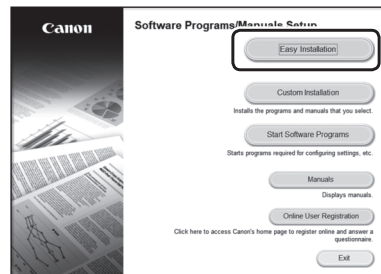 Canon
Software Programs/Manuals Setup
Easy Installation
Custom Installation
Installs the programs and manuals that you select.
Start Software Programs
Starts programs required for configuring settings, etc.
Manuals
Displays manuals.
Online User Registration
Click here to access Canon's home page to register online and answer a
questionnaire.
Exit